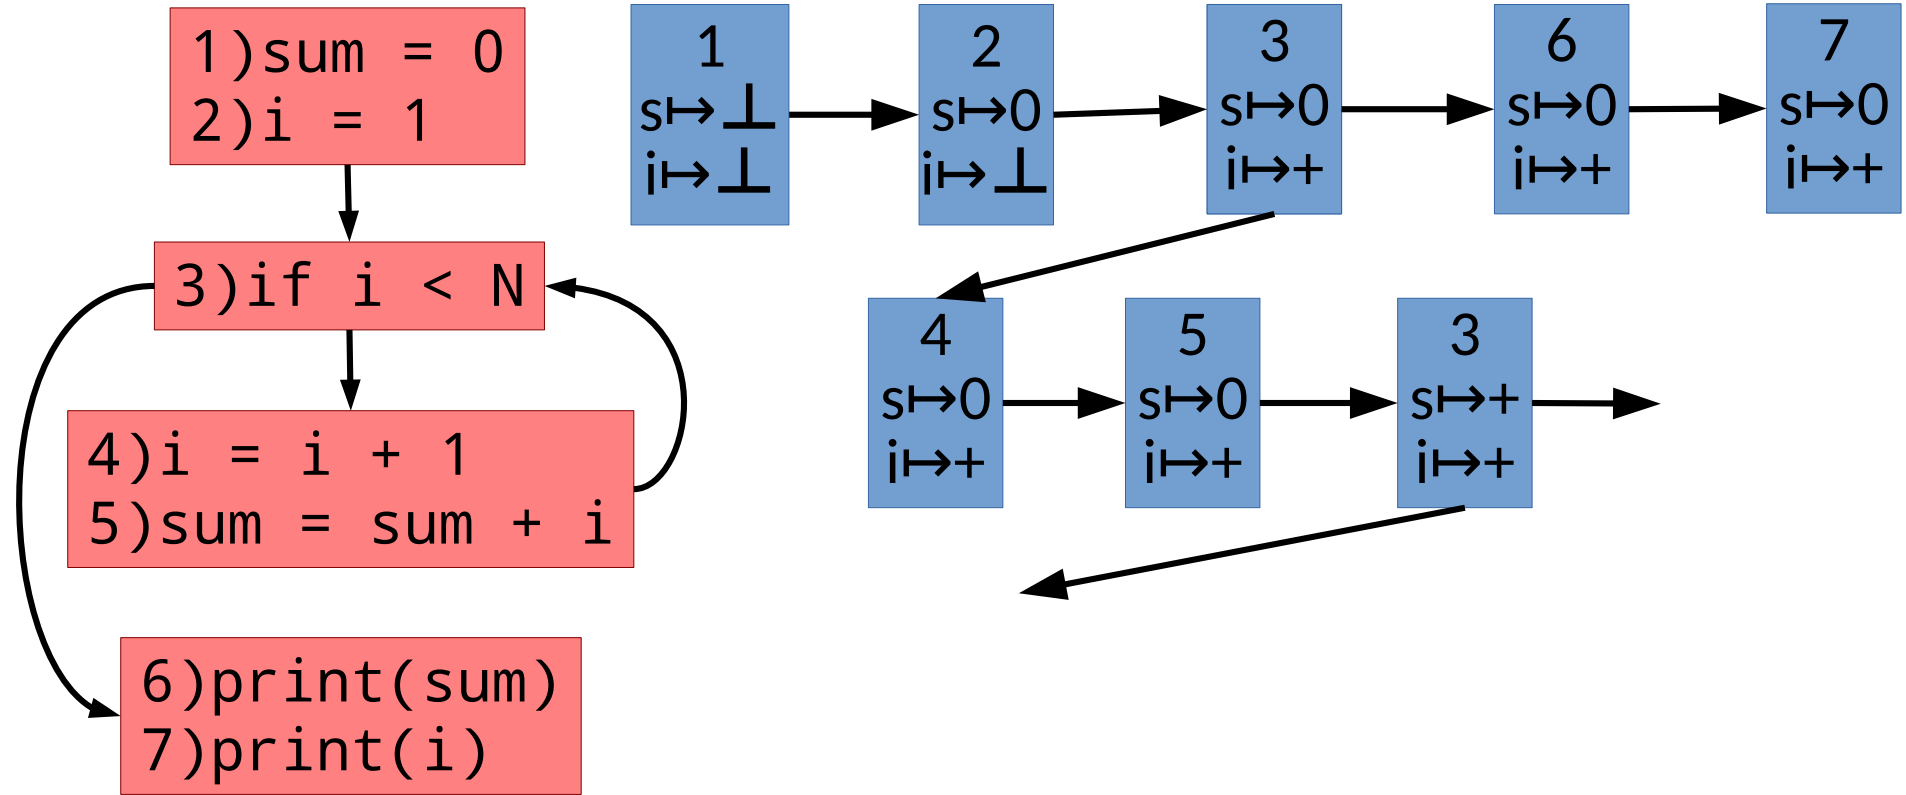 1)sum = 0
2)i = 1
3)if i < N
4)i = i + 1
5)sum = sum + i
6)print(sum)
7)print(i)
1
s↦⊥
i↦⊥
2
s↦0
i↦⊥
3
s↦0
i↦+
6
s↦0
i↦+
7
s↦0
i↦+
4
s↦0
i↦+
5
s↦0
i↦+
3
s↦+
i↦+